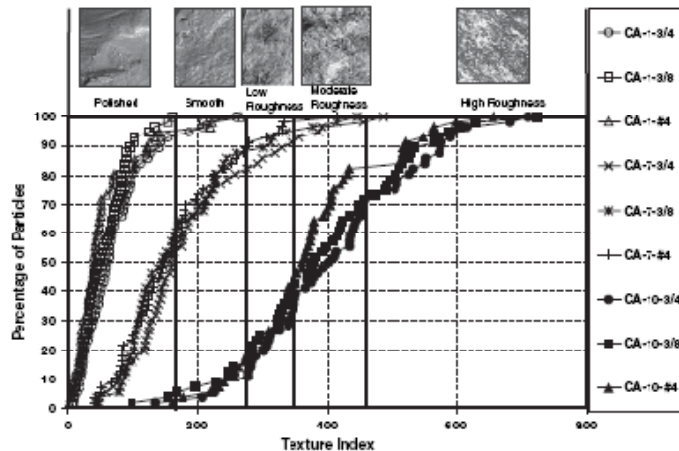 Polished
Smooth
Low
Roughness
Moderate
Roughness
High Roughness
Percentage of Particles
100
90
80
70
60
50
40
30
20
10
0
0
200
400
600
800
Texture Index
CA-1-3/4
CA-1-3/8
CA-1-#4
CA-7-3/4
CA-7-3/8
CA-7-#4
CA-10-3/4
CA-10-3/8
CA-10-#4